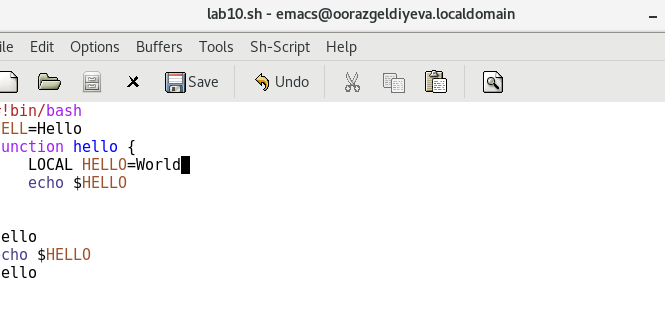 lab10.sh - emacs@oorazgeldiyeva.localdomain
ile Edit Options Buffers Tools Sh-Script Help
Save Undo
!bin/bash
ELL=Hello
unction hello {
LOCAL HELLO=World
echo $HELLO
ello
cho $HELLO
ello